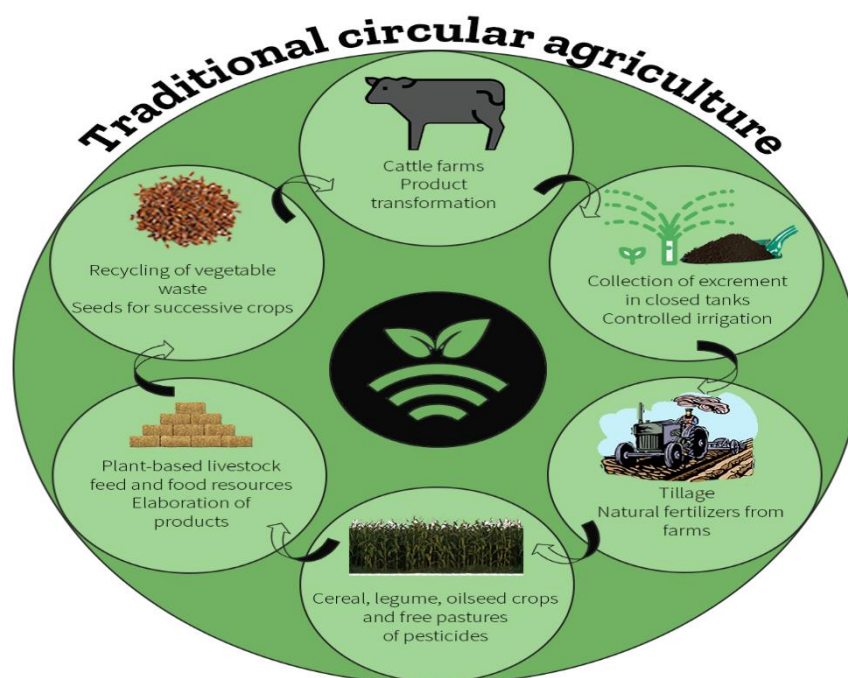 Traditional circular agriculture
Cattle farms
Product
transformation
Collection of excrement
in closed tanks
Controlled irrigation
Tillage
Natural fertilizers from
farms
Cereal, legume, oilseed crops
and free pastures
of pesticides
Plant-based livestock
feed and food resources
Elaboration of
products
Recycling of vegetable
waste
Seeds for successive crops